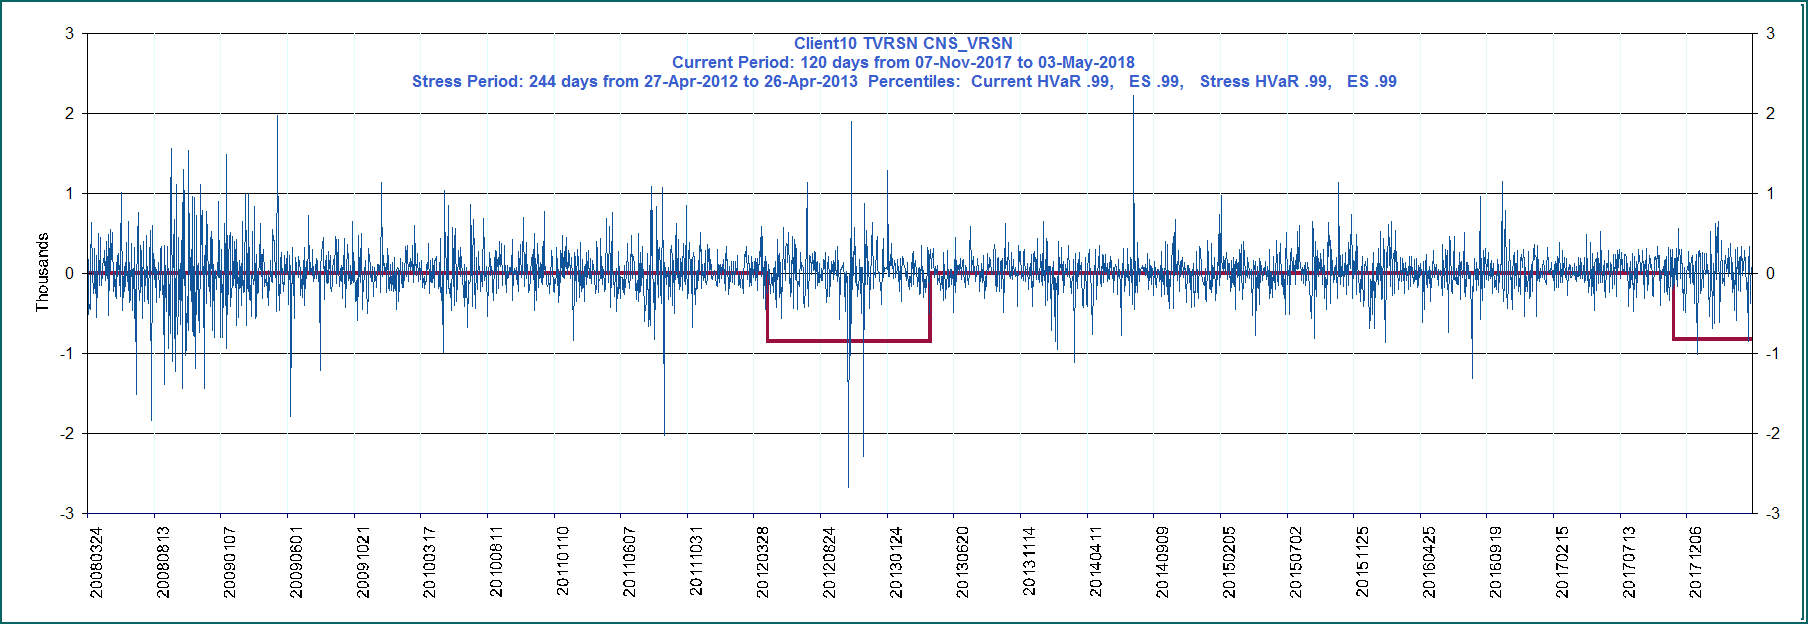 Client10 TVRSN CNS_VRSN
Current Period: 120 days from 07-Nov-2017 to 03-May-2018
Stress Period: 244 days from 27-Apr-2012 to 26-Apr-2013  Percentiles:  Current HVaR .99,   ES .99,   Stress HVaR .99,   ES .99
3 3
2 2
1 1
0 0
-1 -1
-2 -2
-3 -3
Thousands
20080324 20080813 20090107 20090601 20091021 20100317 20100811 20110110 20110607 20111031 20120328 20120824 20130124 20130620 20131114 20140411 20140909 20150205 20150702 20151125 20160425 20160919 20170215 20170713 20171206